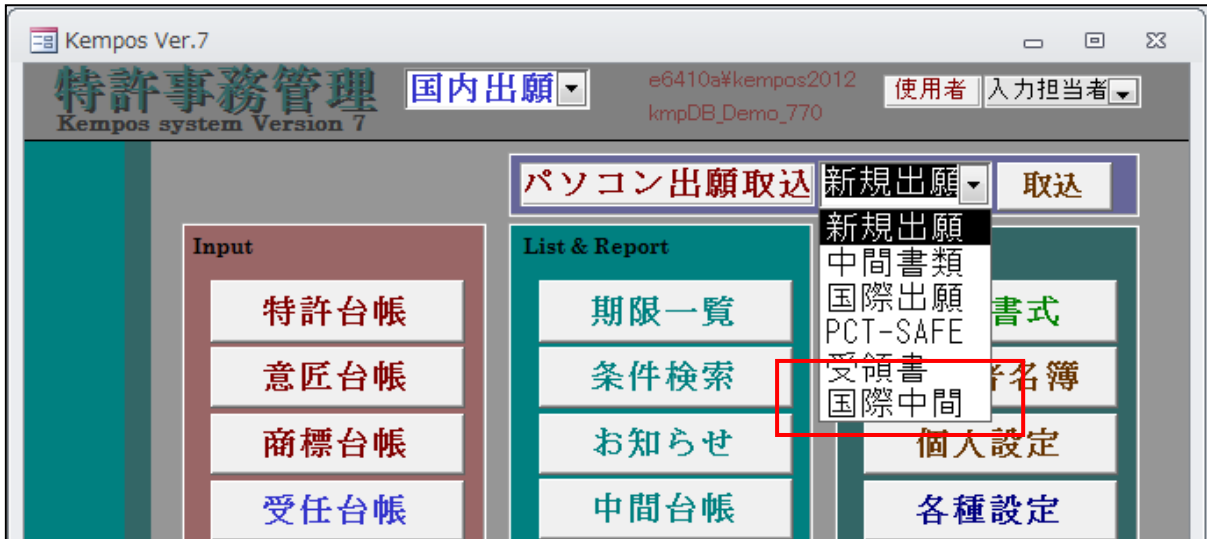 Kempos Ver.7
特許事務管理
Kempos system Version 7
国内出願
e6410a¥kempos2012
kmpDB_Demo_770
使用者
入力担当者
パソコン出願取込
新規出願
取込
新規出願
中間書類
国際出願
PCT-SAFE
受領書
国際中間
Input
特許台帳
意匠台帳
商標台帳
受任台帳
List & Report
期限一覧
条件検索
お知らせ
中間台帳
書式
名簿
個人設定
各種設定